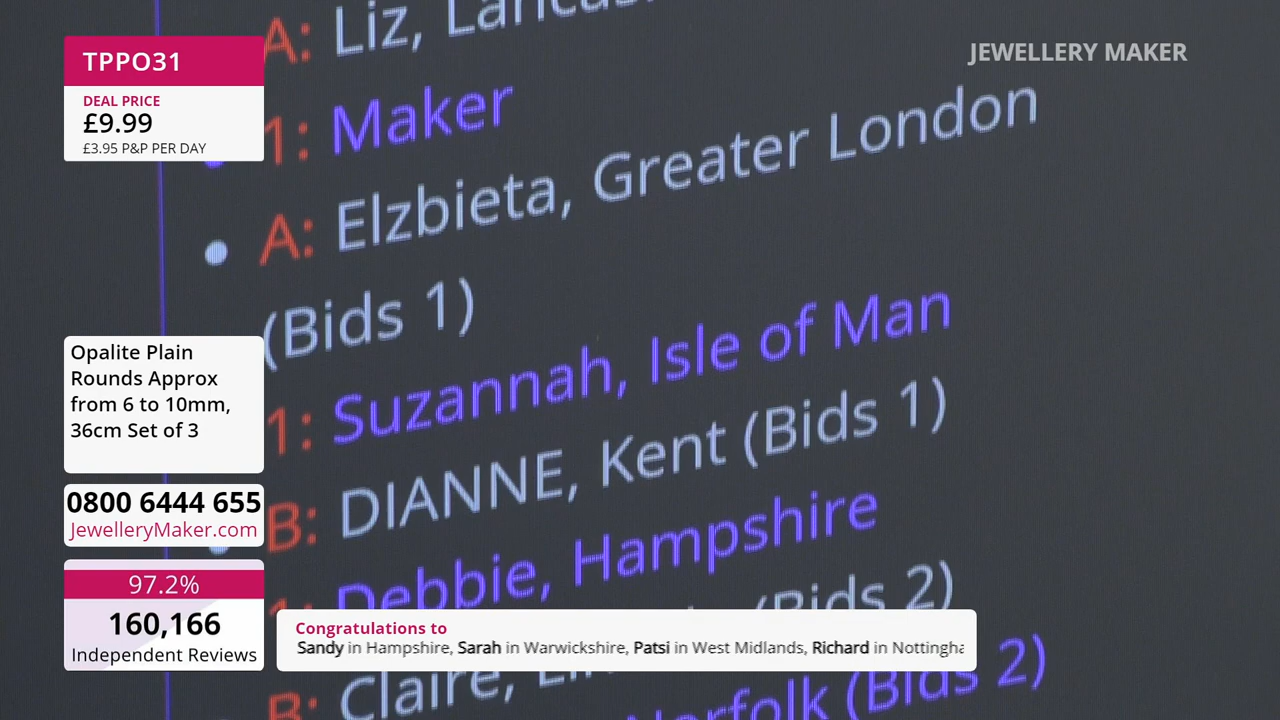 TPPO31
DEAL PRICE
£9.99
£3.95 P&P PER DAY
JEWELLERY MAKER
A: Liz,
1: Maker
A: Elzbieta, Greater London
(Bids 1)
1: Suzannah, Isle of Man
B: DIANNE, Kent (Bids 1)
1: Debbie, Hampshire
(Bids 2)
B: Claire,
Norfolk (Bids 2)
Opalite Plain
Rounds Approx
from 6 to 10mm,
36cm Set of 3
0800 6444 655
JewelleryMaker.com
97.2%
160,166
Independent Reviews
Congratulations to
Sandy in Hampshire, Sarah in Warwickshire, Patsi in West Midlands, Richard in